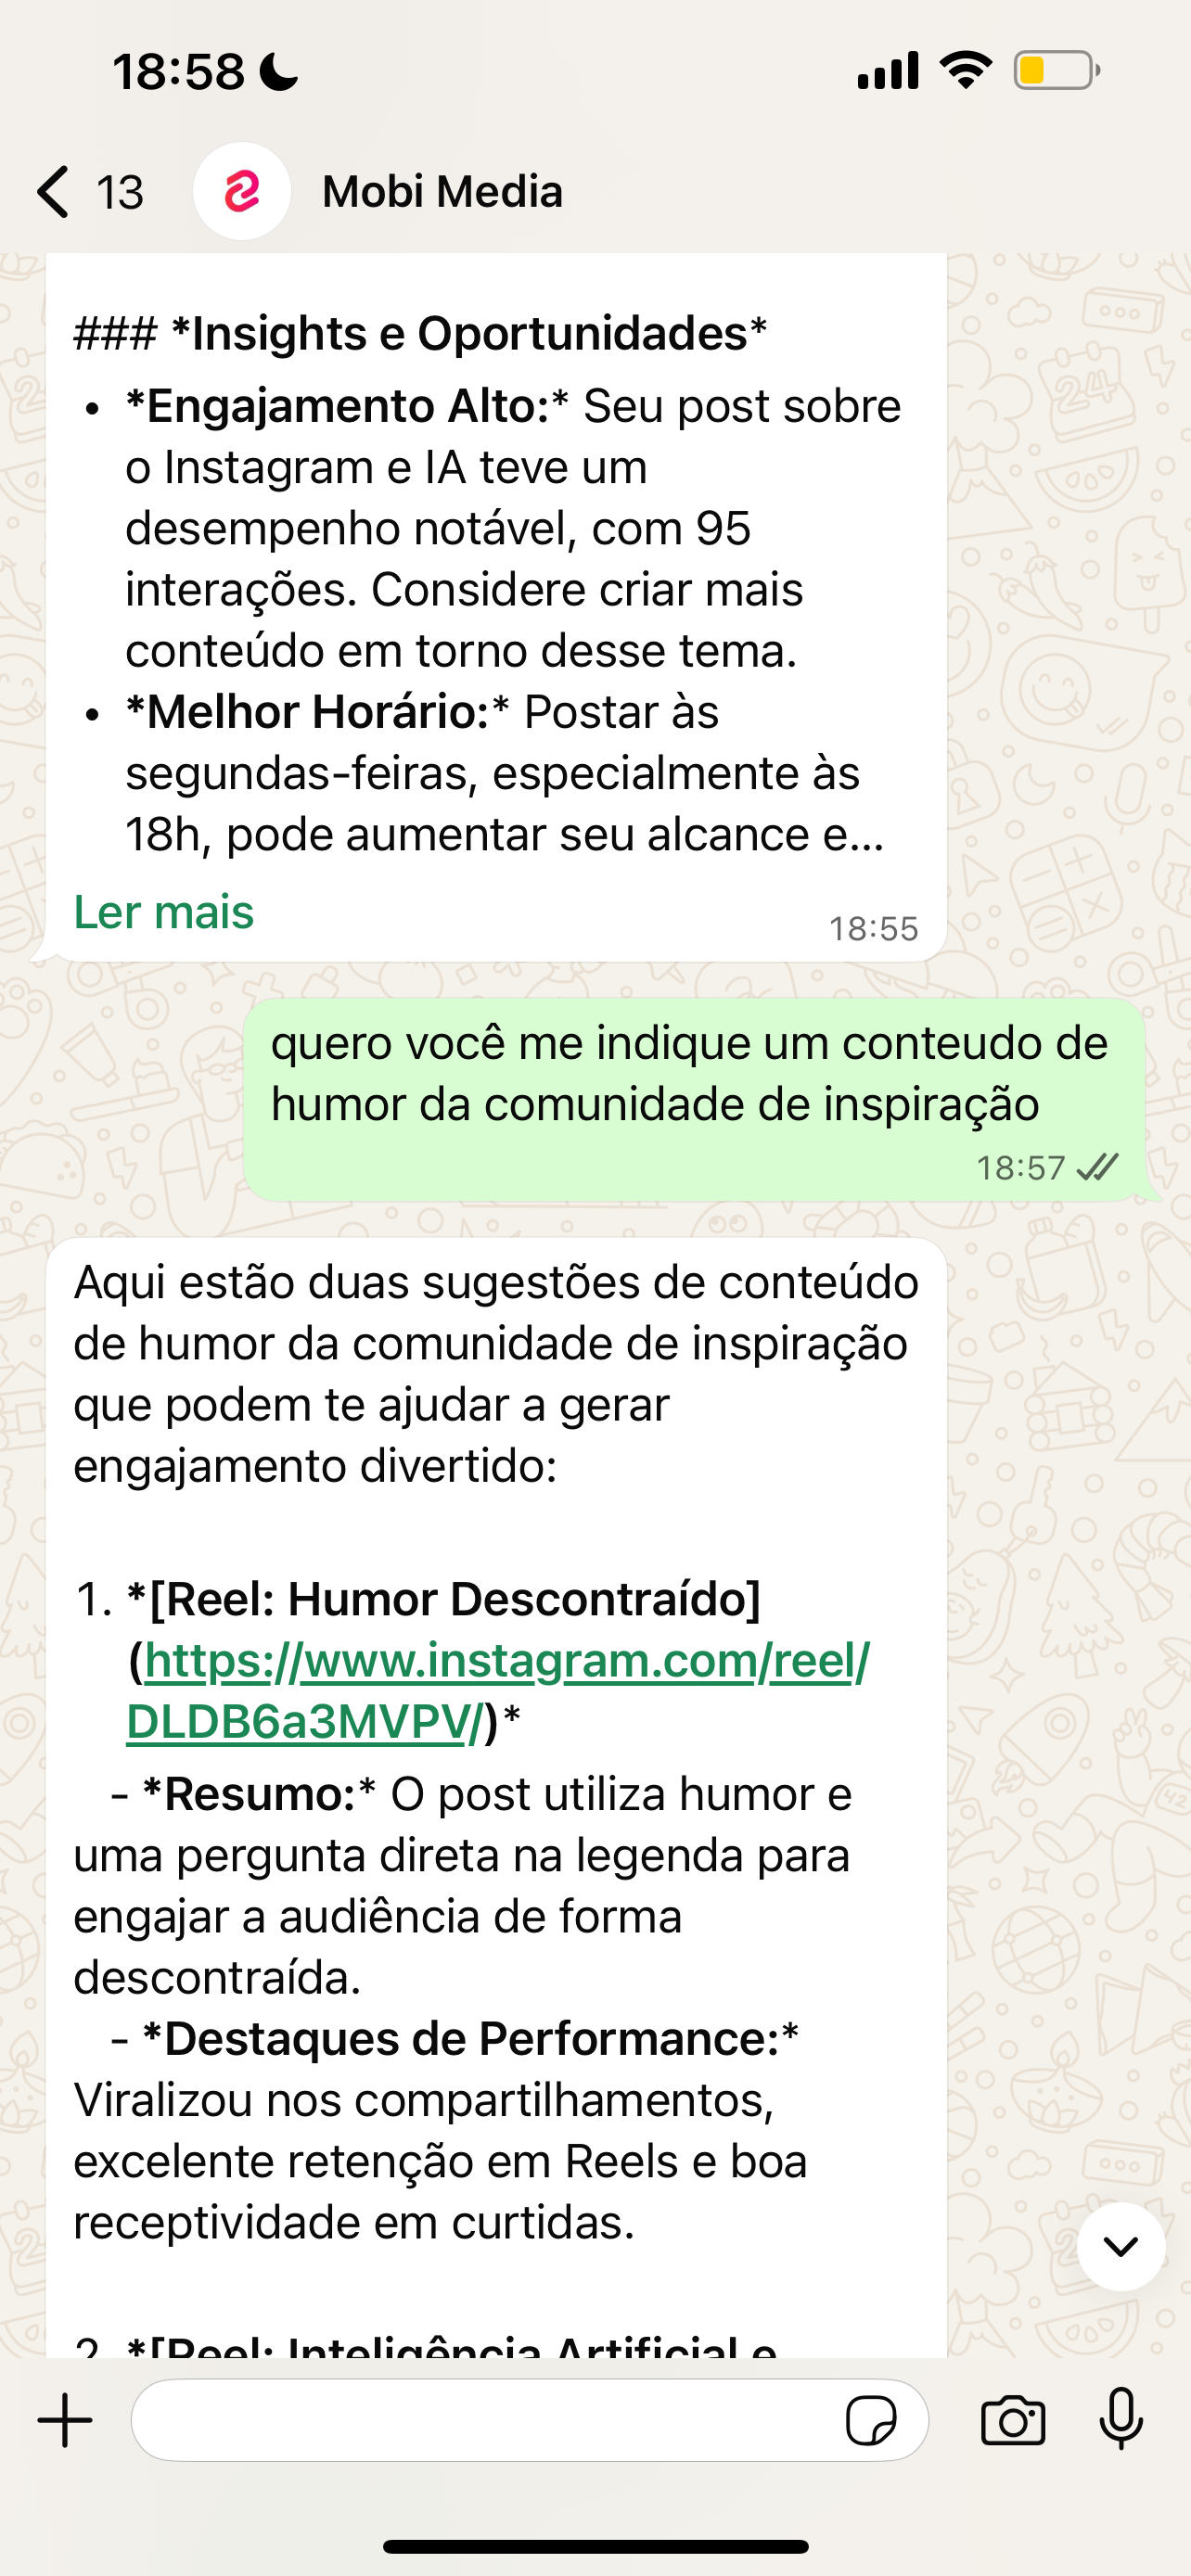 18:58
13
Mobi Media
### *Insights e Oportunidades*
• *Engajamento Alto:* Seu post sobre
o Instagram e IA teve um
desempenho notável, com 95
interações. Considere criar mais
conteúdo em torno desse tema.
• *Melhor Horário:* Postar às
segundas-feiras, especialmente às
18h, pode aumentar seu alcance e...
Ler mais
18:55
quero você me indique um conteudo de
humor da comunidade de inspiração
18:57
Aqui estão duas sugestões de conteúdo
de humor da comunidade de inspiração
que podem te ajudar a gerar
engajamento divertido:
1. *[Reel: Humor Descontraído]
(https://www.instagram.com/reel/
DLDB6a3MVPV/)*
- *Resumo:* O post utiliza humor e
uma pergunta direta na legenda para
engajar a audiência de forma
descontraída.
- *Destaques de Performance:*
Viralizou nos compartilhamentos,
excelente retenção em Reels e boa
receptividade em curtidas.
2. *[Reel: Inteligência Artificial e